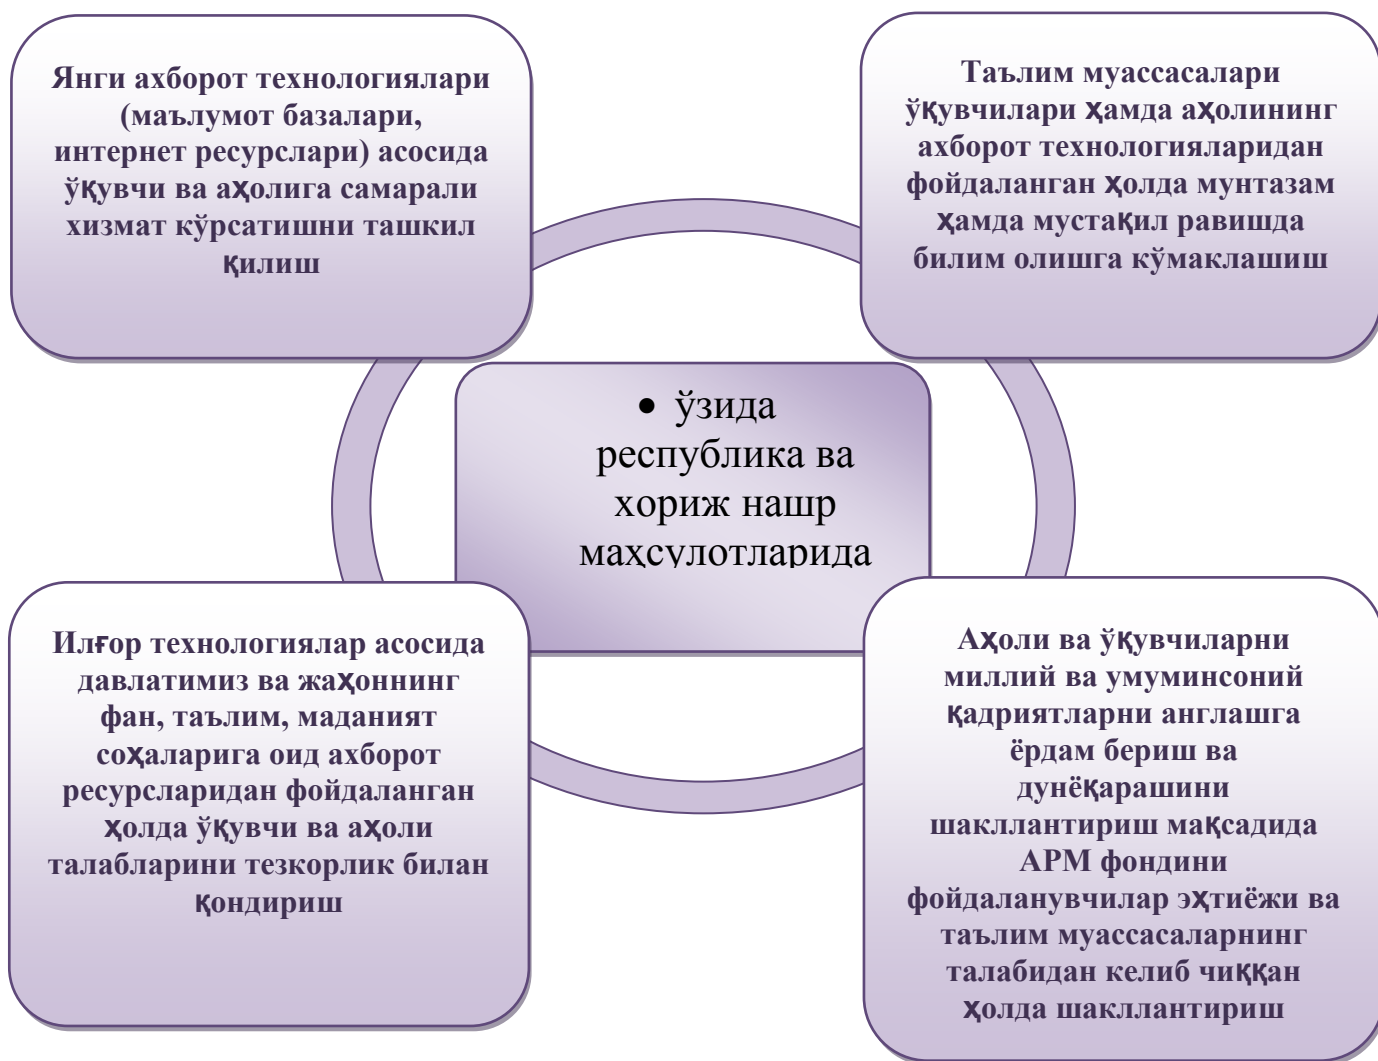 Янги ахборот технологиялари
(маълумот базалари,
интернет ресурслари) асосида
ўқувчи ва аҳолига самарали
хизмат кўрсатишни ташкил
қилиш
Таълим муассасалари
ўқувчилари ҳамда аҳолининг
ахборот технологияларидан
фойдаланган ҳолда мунтазам
ҳамда мустақил равишда
билим олишга кўмаклашиш
• ўзида
республика ва
хориж нашр
маҳсулотларида
Илғор технологиялар асосида
давлатимиз ва жаҳоннинг
фан, таълим, маданият
соҳаларига оид ахборот
ресурсларидан фойдаланган
ҳолда ўқувчи ва аҳоли
талабларини тезкорлик билан
қондириш
Аҳоли ва ўқувчиларни
миллий ва умуминсоний
қадриятларни англашга
ёрдам бериш ва
дунёқарашини
шакллантириш мақсадида
АРМ фондини
фойдаланувчилар эҳтиёжи ва
таълим муассасаларнинг
талабидан келиб чиққан
ҳолда шакллантириш